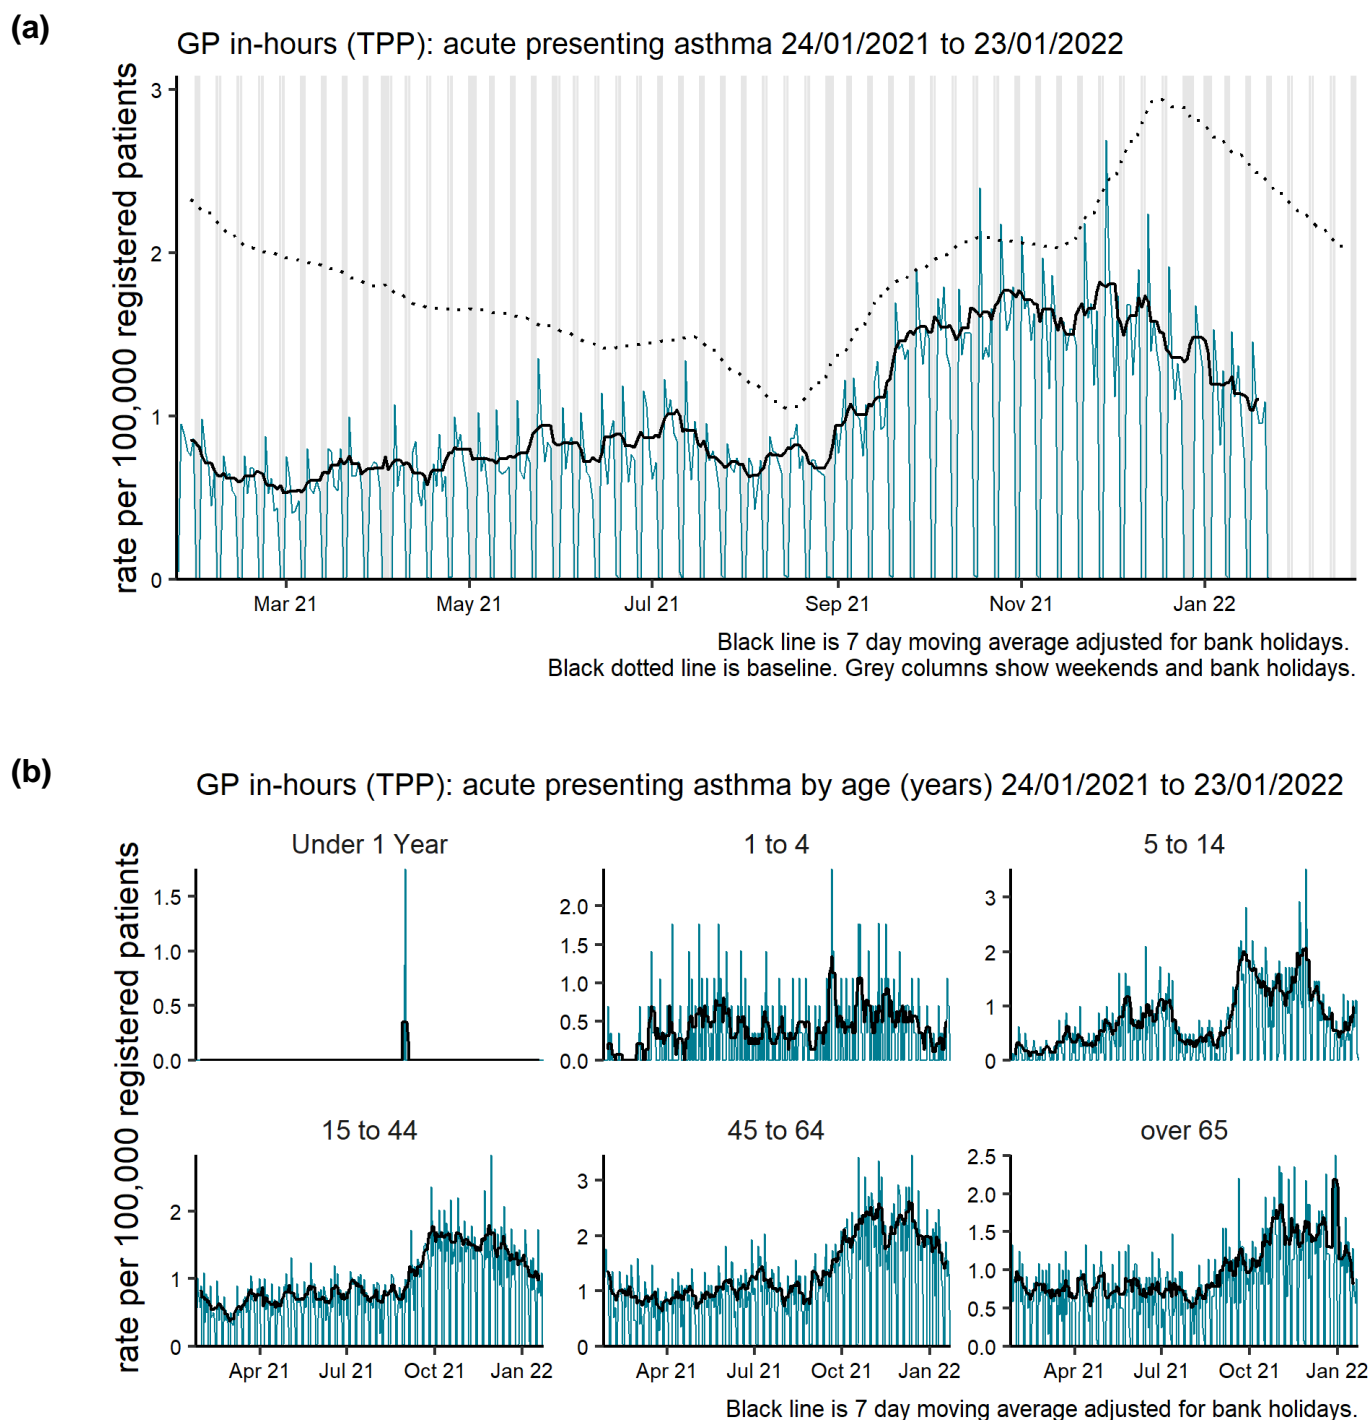 (a)
GP in-hours (TPP): acute presenting asthma 24/01/2021 to 23/01/2022
rate per 100,000 registered patients
3
2
1
0
Mar 21
May 21
Jul 21
Sep 21
Nov 21
Jan 22
Black line is 7 day moving average adjusted for bank holidays.
Black dotted line is baseline. Grey columns show weekends and bank holidays.
(b)
GP in-hours (TPP): acute presenting asthma by age (years) 24/01/2021 to 23/01/2022
rate per 100,000 registered patients
Under 1 Year
1.5
1.0
0.5
0.0
1 to 4
2.0
1.5
1.0
0.5
0.0
5 to 14
3
2
1
0
rate per 100,000 registered patients
15 to 44
2
1
0
Apr 21
Jul 21
Oct 21
Jan 22
45 to 64
3
2
1
0
Apr 21
Jul 21
Oct 21
Jan 22
over 65
2.5
2.0
1.5
1.0
0.5
0.0
Apr 21
Jul 21
Oct 21
Jan 22
Black line is 7 day moving average adjusted for bank holidays.